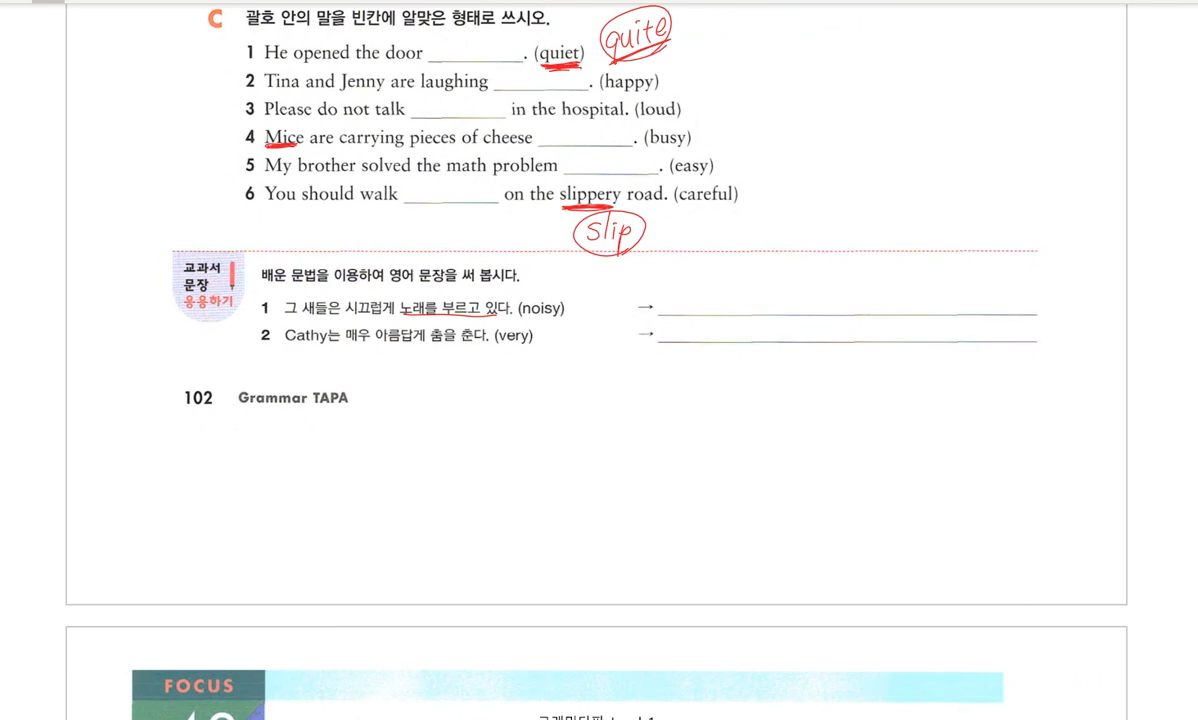 C 괄호 안의 말을 빈칸에 알맞은 형태로 쓰시오.
quite
1 He opened the door __________. (quiet)
2 Tina and Jenny are laughing __________. (happy)
3 Please do not talk __________ in the hospital. (loud)
4 Mice are carrying pieces of cheese __________. (busy)
5 My brother solved the math problem __________. (easy)
6 You should walk __________ on the slippery road. (careful)
slip
교과서
문장
응용하기
배운 문법을 이용하여 영어 문장을 써 봅시다.
1 그 새들은 시끄럽게 노래를 부르고 있다. (noisy) →
2 Cathy는 매우 아름답게 춤을 춘다. (very) →
102 Grammar TAPA
FOCUS